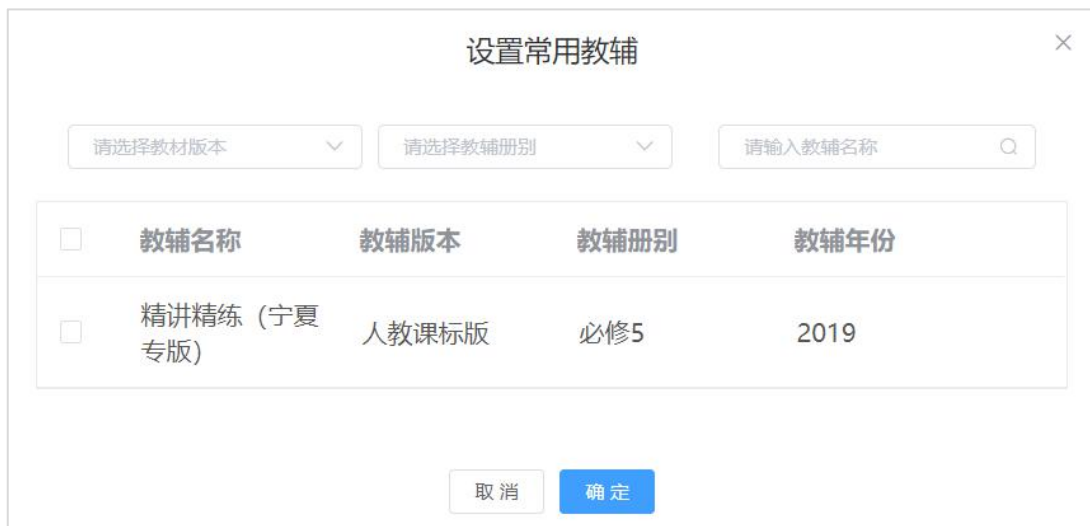 设置常用教辅
请选择教材版本 请选择教辅册别 请输入教辅名称
教辅名称 教辅版本 教辅册别 教辅年份
精讲精练（宁夏
专版） 人教课标版 必修5 2019
取消 确定